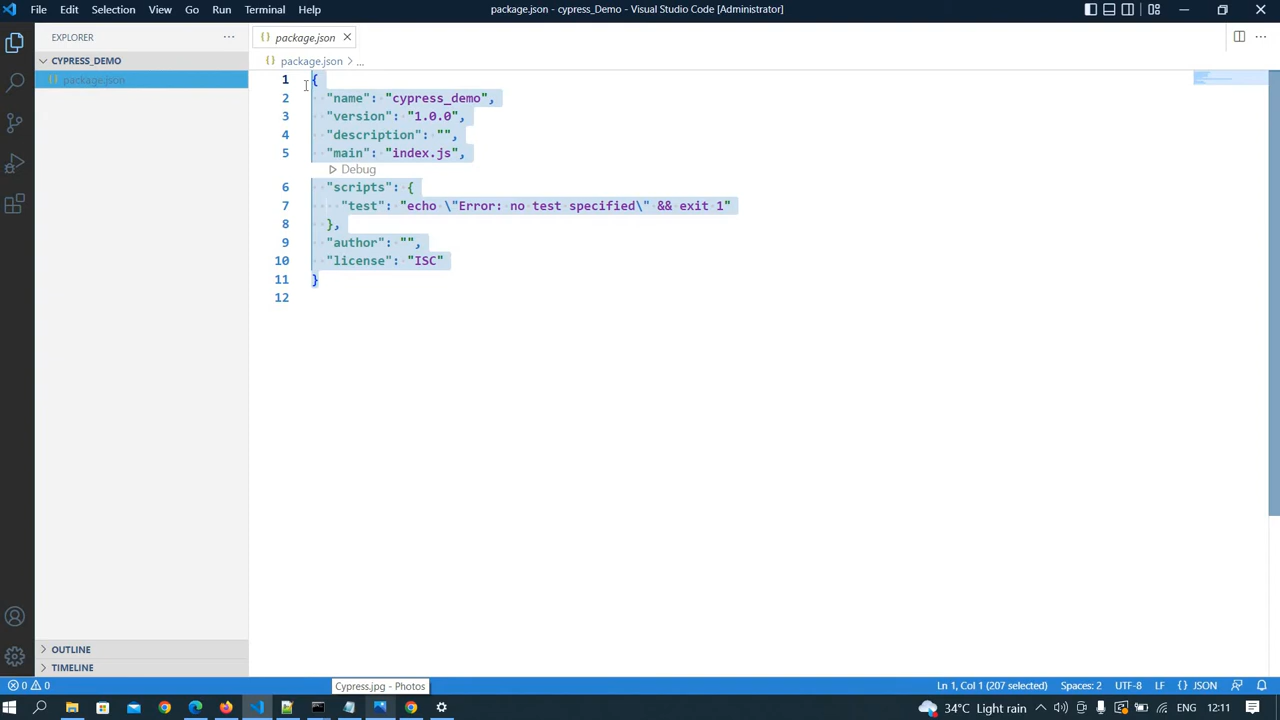 File Edit Selection View Go Run Terminal Help
package.json - cypress_Demo - Visual Studio Code [Administrator]
EXPLORER
{} package.json
CYPRESS_DEMO
{} package.json > ...
{} package.json
1 {
2 "name": "cypress_demo",
3 "version": "1.0.0",
4 "description": "",
5 "main": "index.js",
Debug
6 "scripts": {
7 "test": "echo \"Error: no test specified\" && exit 1"
8 },
9 "author": "",
10 "license": "ISC"
11 }
12
OUTLINE
TIMELINE
0 0
Cypress.jpg - Photos
Ln 1, Col 1 (207 selected) Spaces: 2 UTF-8 LF {} JSON
34°C Light rain ENG 12:11